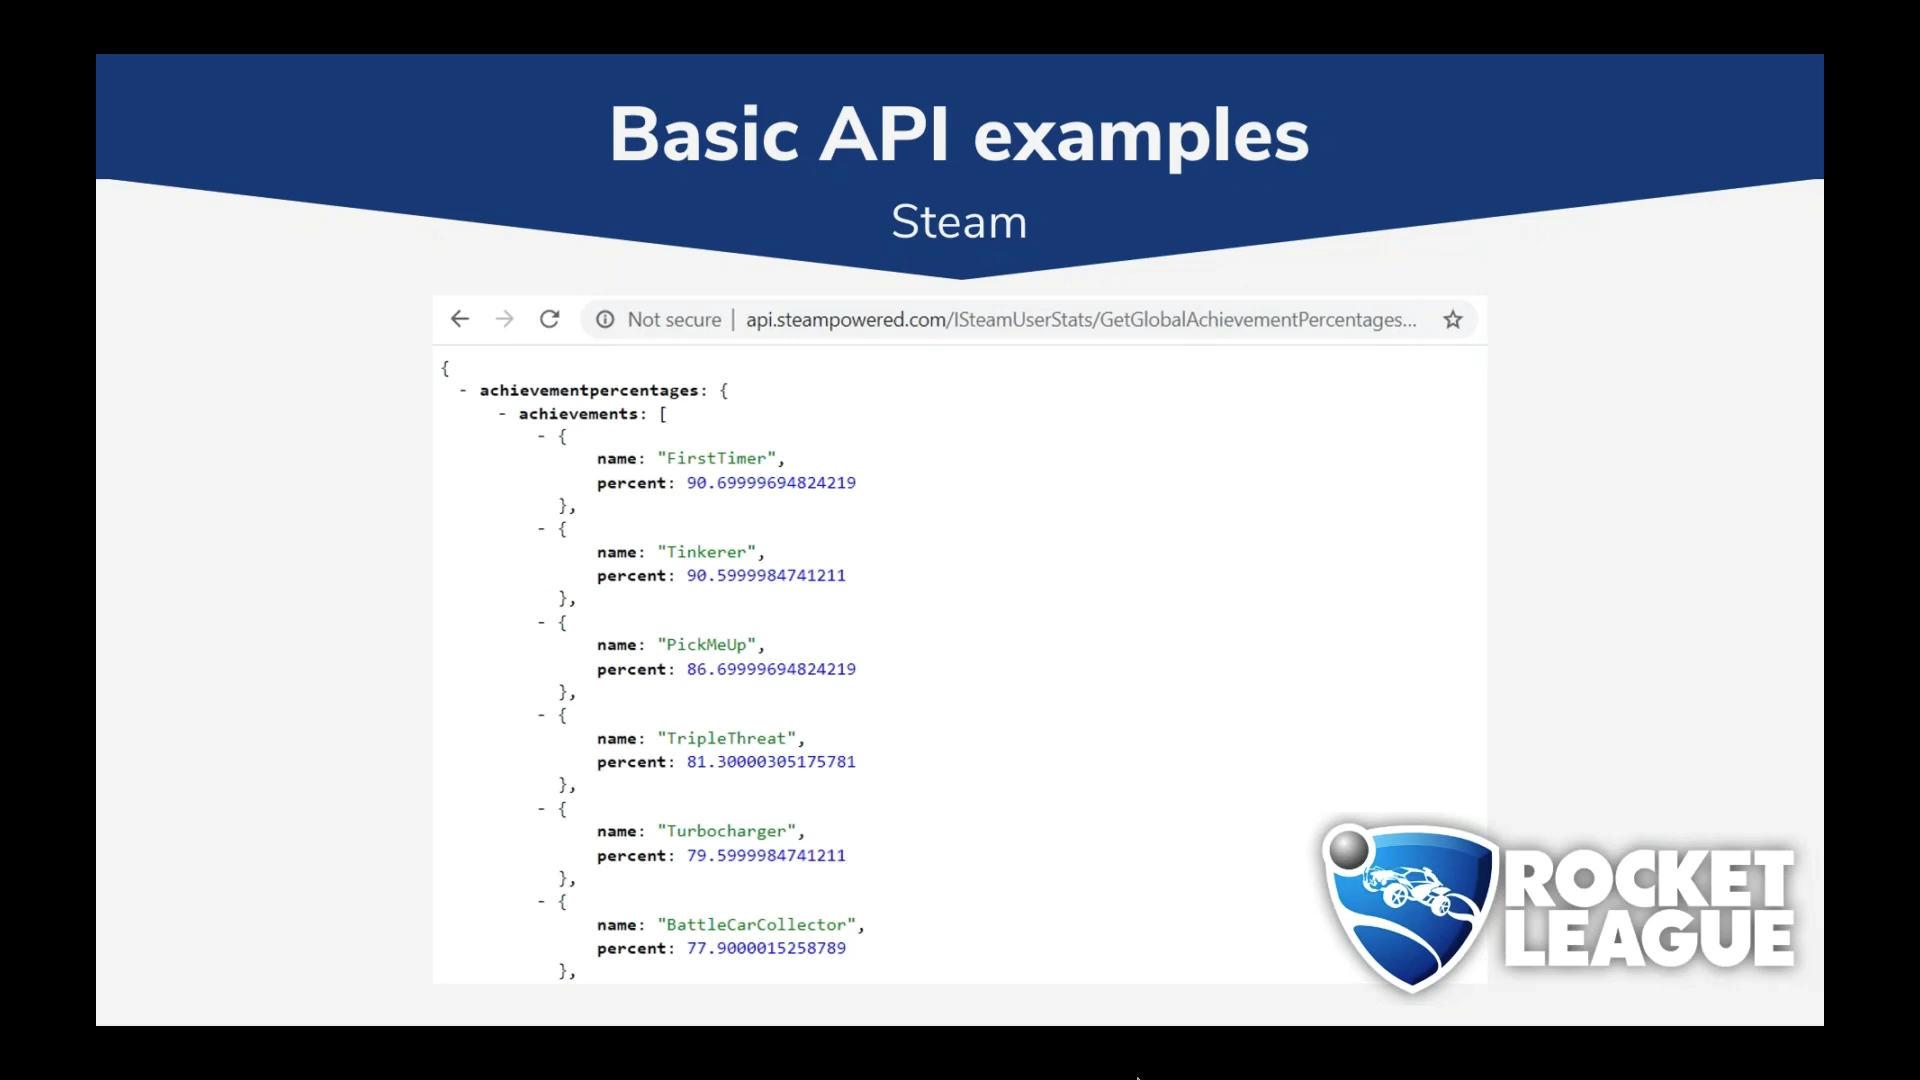 Basic API examples
Steam
Not secure | api.steampowered.com/ISteamUserStats/GetGlobalAchievementPercentages...
{
- achievementpercentages: {
- achievements: [
- {
name: "FirstTimer",
percent: 90.69999694824219
},
- {
name: "Tinkerer",
percent: 90.5999984741211
},
- {
name: "PickMeUp",
percent: 86.69999694824219
},
- {
name: "TripleThreat",
percent: 81.30000305175781
},
- {
name: "Turbocharger",
percent: 79.5999984741211
},
- {
name: "BattleCarCollector",
percent: 77.9000015258789
},
ROCKET
LEAGUE